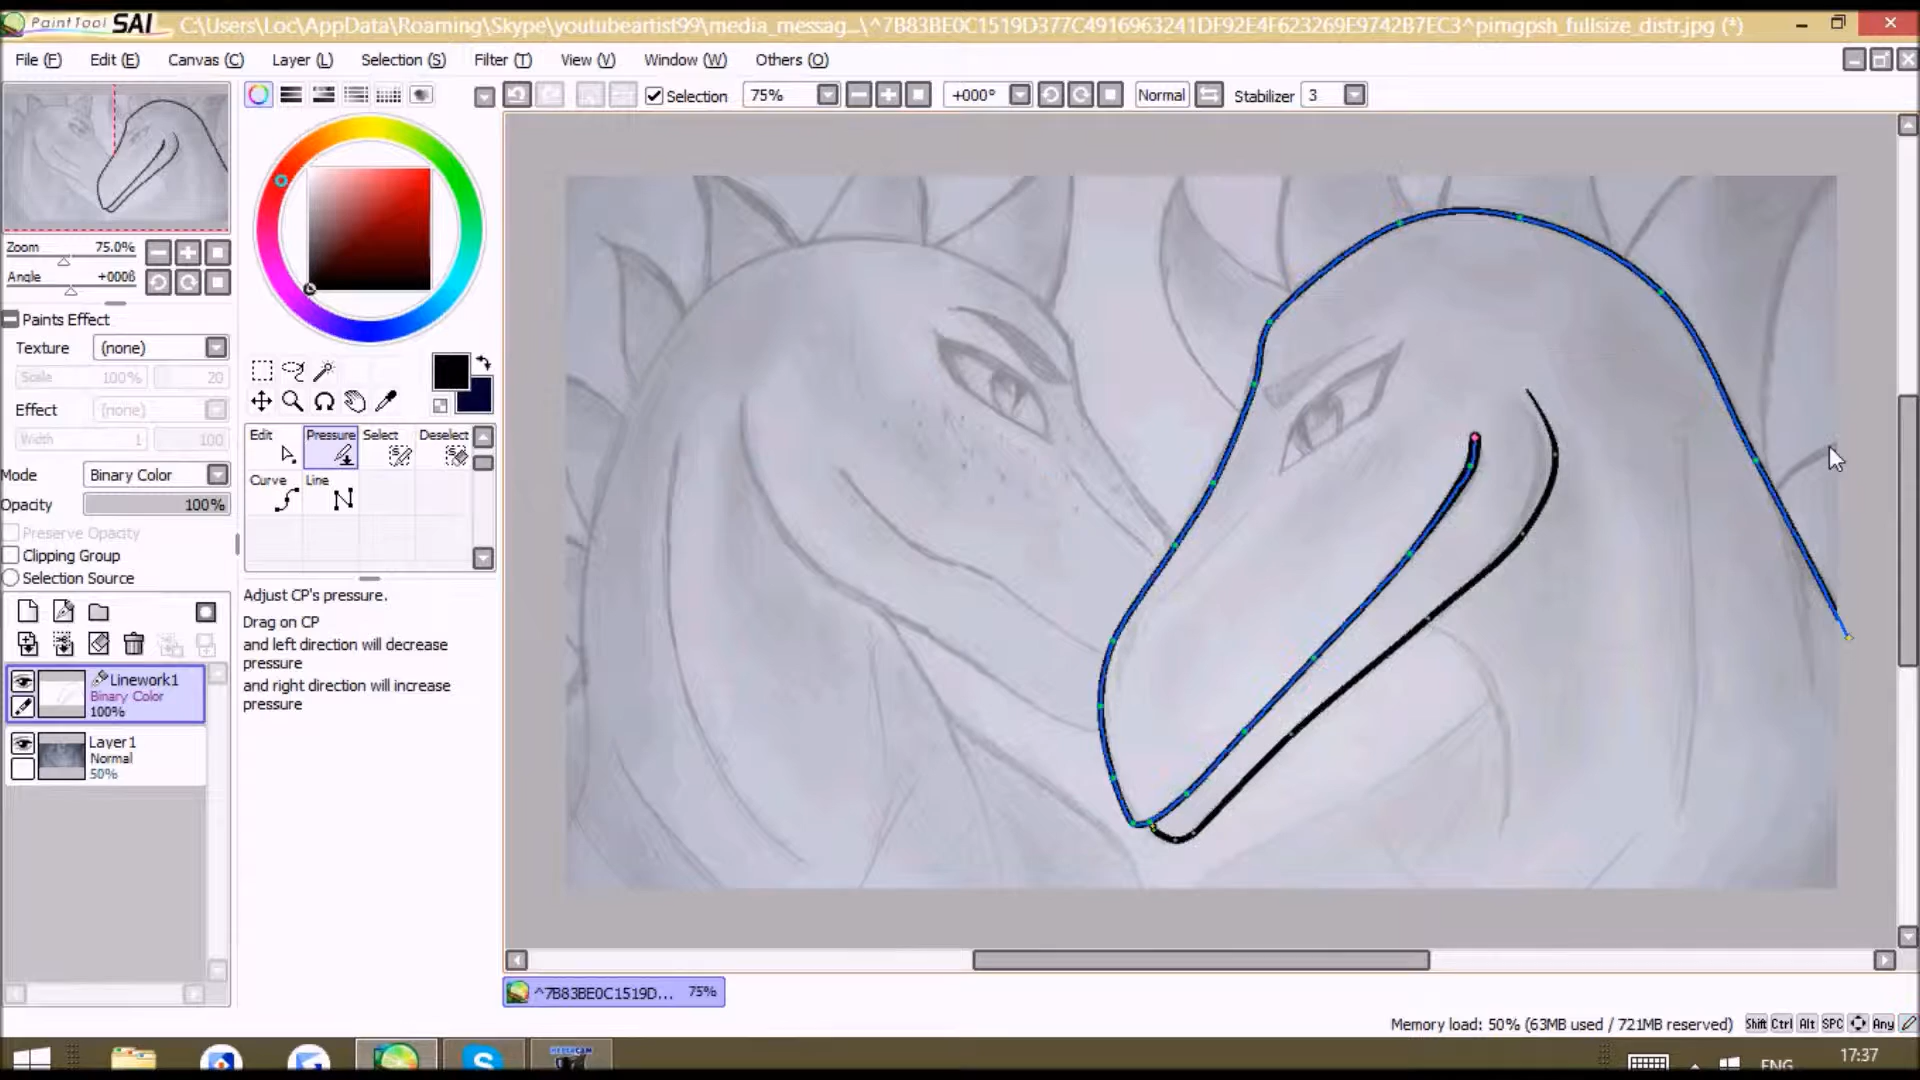 PaintTool SAI C:\Users\Loc\AppData\Roaming\Skype\youtubeartist99\media_messag...\^7B83BE0C1519D377C4916963241DF92E4F623269E9742B7EC3^pimgpsh_fullsize_distr.jpg (*)
File (F) Edit (E) Canvas (C) Layer (L) Selection (S) Filter (T) View (V) Window (W) Others (O)
Selection 75% +000° Normal Stabilizer 3
Zoom 75.0%
Angle +000ß
Paints Effect
Texture (none)
Scale 100% 20
Effect (none)
Width 1 100
Mode Binary Color
Opacity 100%
Preserve Opacity
Clipping Group
Selection Source
Linework1
Binary Color
100%
Layer1
Normal
50%
Edit Pressure Select Deselect
Curve Line
Adjust CP's pressure.
Drag on CP
and left direction will decrease
pressure
and right direction will increase
pressure
^7B83BE0C1519D... 75%
Memory load: 50% (63MB used / 721MB reserved) Shift Ctrl Alt SPC Any
ENG 17:37